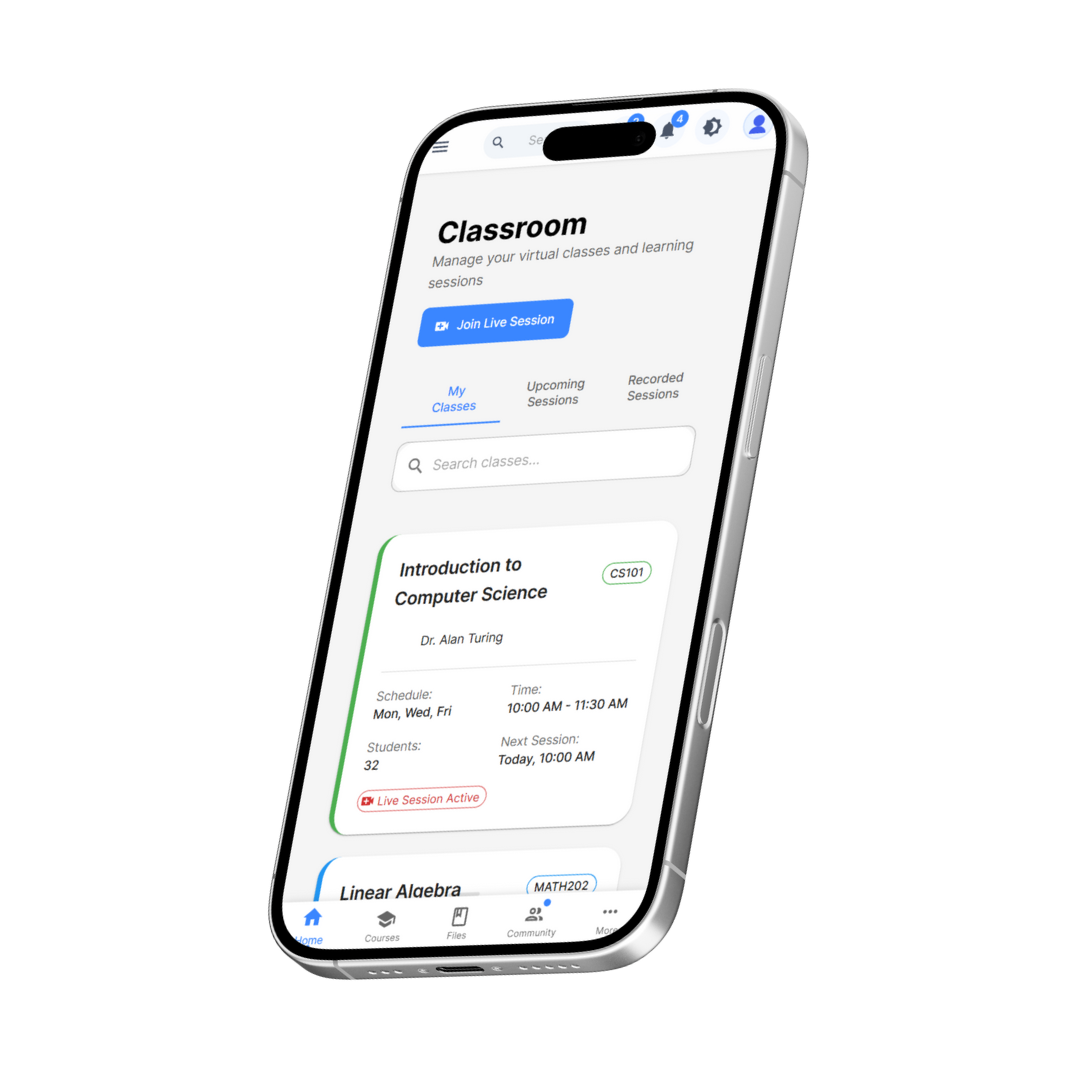 4
Classroom
Manage your virtual classes and learning
sessions
Join Live Session
My
Classes
Upcoming
Sessions
Recorded
Sessions
Search classes...
Introduction to
Computer Science
CS101
Dr. Alan Turing
Schedule:
Mon, Wed, Fri
Time:
10:00 AM - 11:30 AM
Students:
32
Next Session:
Today, 10:00 AM
Live Session Active
Linear Algebra
MATH202
Home
Courses
Files
Community
More